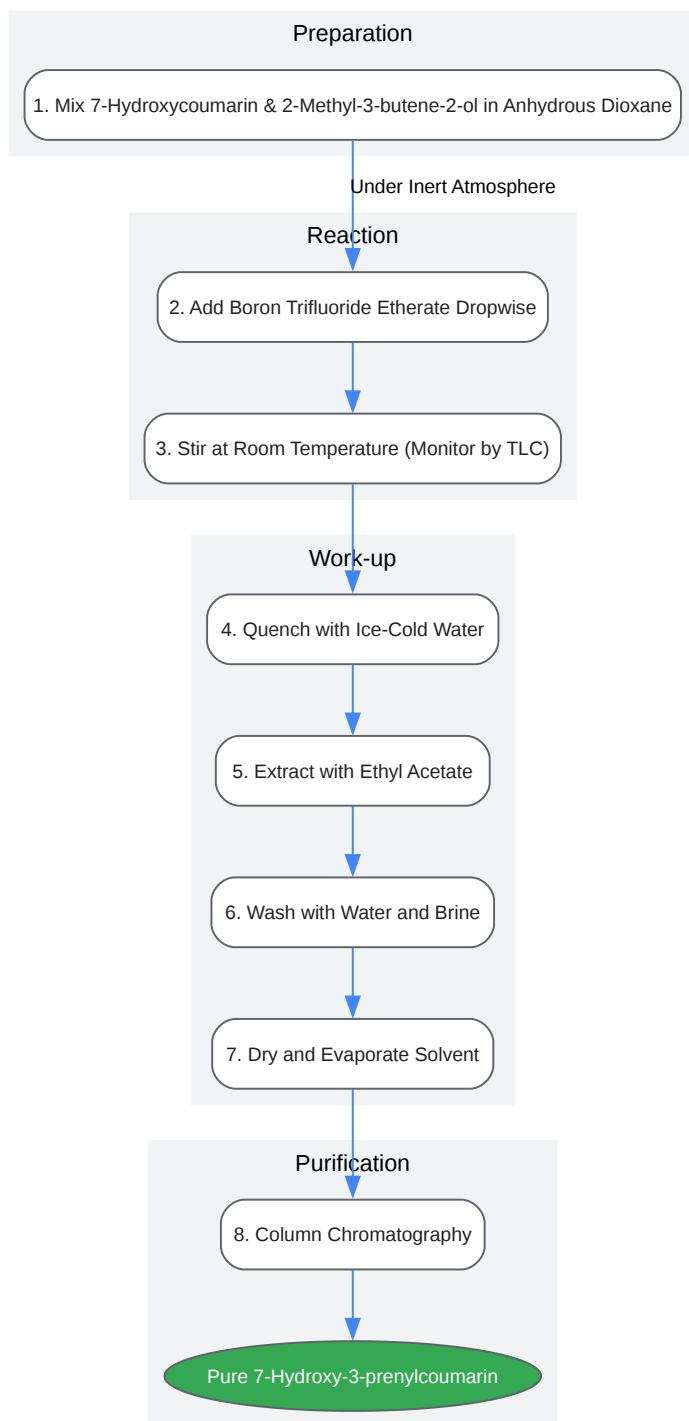 Preparation
1. Mix 7-Hydroxycoumarin & 2-Methyl-3-butene-2-ol in Anhydrous Dioxane
Under Inert Atmosphere
Reaction
2. Add Boron Trifluoride Etherate Dropwise
3. Stir at Room Temperature (Monitor by TLC)
Work-up
4. Quench with Ice-Cold Water
5. Extract with Ethyl Acetate
6. Wash with Water and Brine
7. Dry and Evaporate Solvent
Purification
8. Column Chromatography
Pure 7-Hydroxy-3-prenylcoumarin